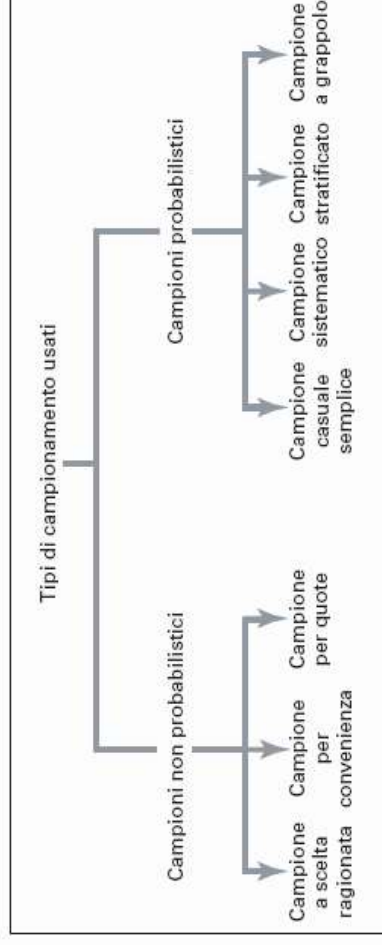 Tipi di campionamento usati
Campioni non probabilistici
Campioni probabilistici
Campione
a scelta
ragionata
Campione
per
convenienza
Campione
per quote
Campione
casuale
semplice
Campione
sistematico
Campione
stratificato
Campione
a grappolo